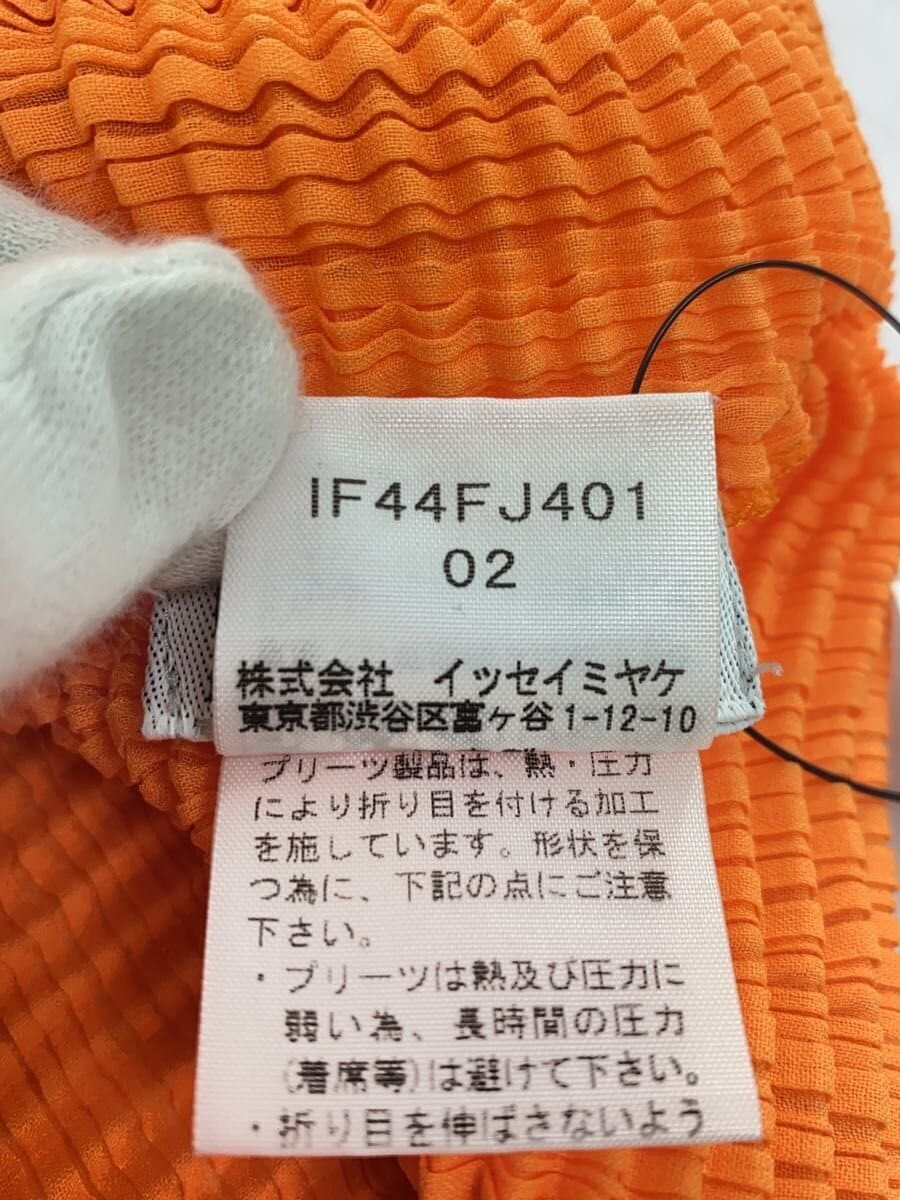 IF44FJ401
02
株式会社 イッセイミヤケ
東京都渋谷区富ヶ谷1-12-10
プリーツ製品は、熱・圧力
により折り目を付ける加工
を施しています。形状を保
つ為に、下記の点にご注意
下さい。
・プリーツは熱及び圧力に
弱い為、長時間の圧力
(着席等)は避けて下さい。
・折り目を伸ばさないよう